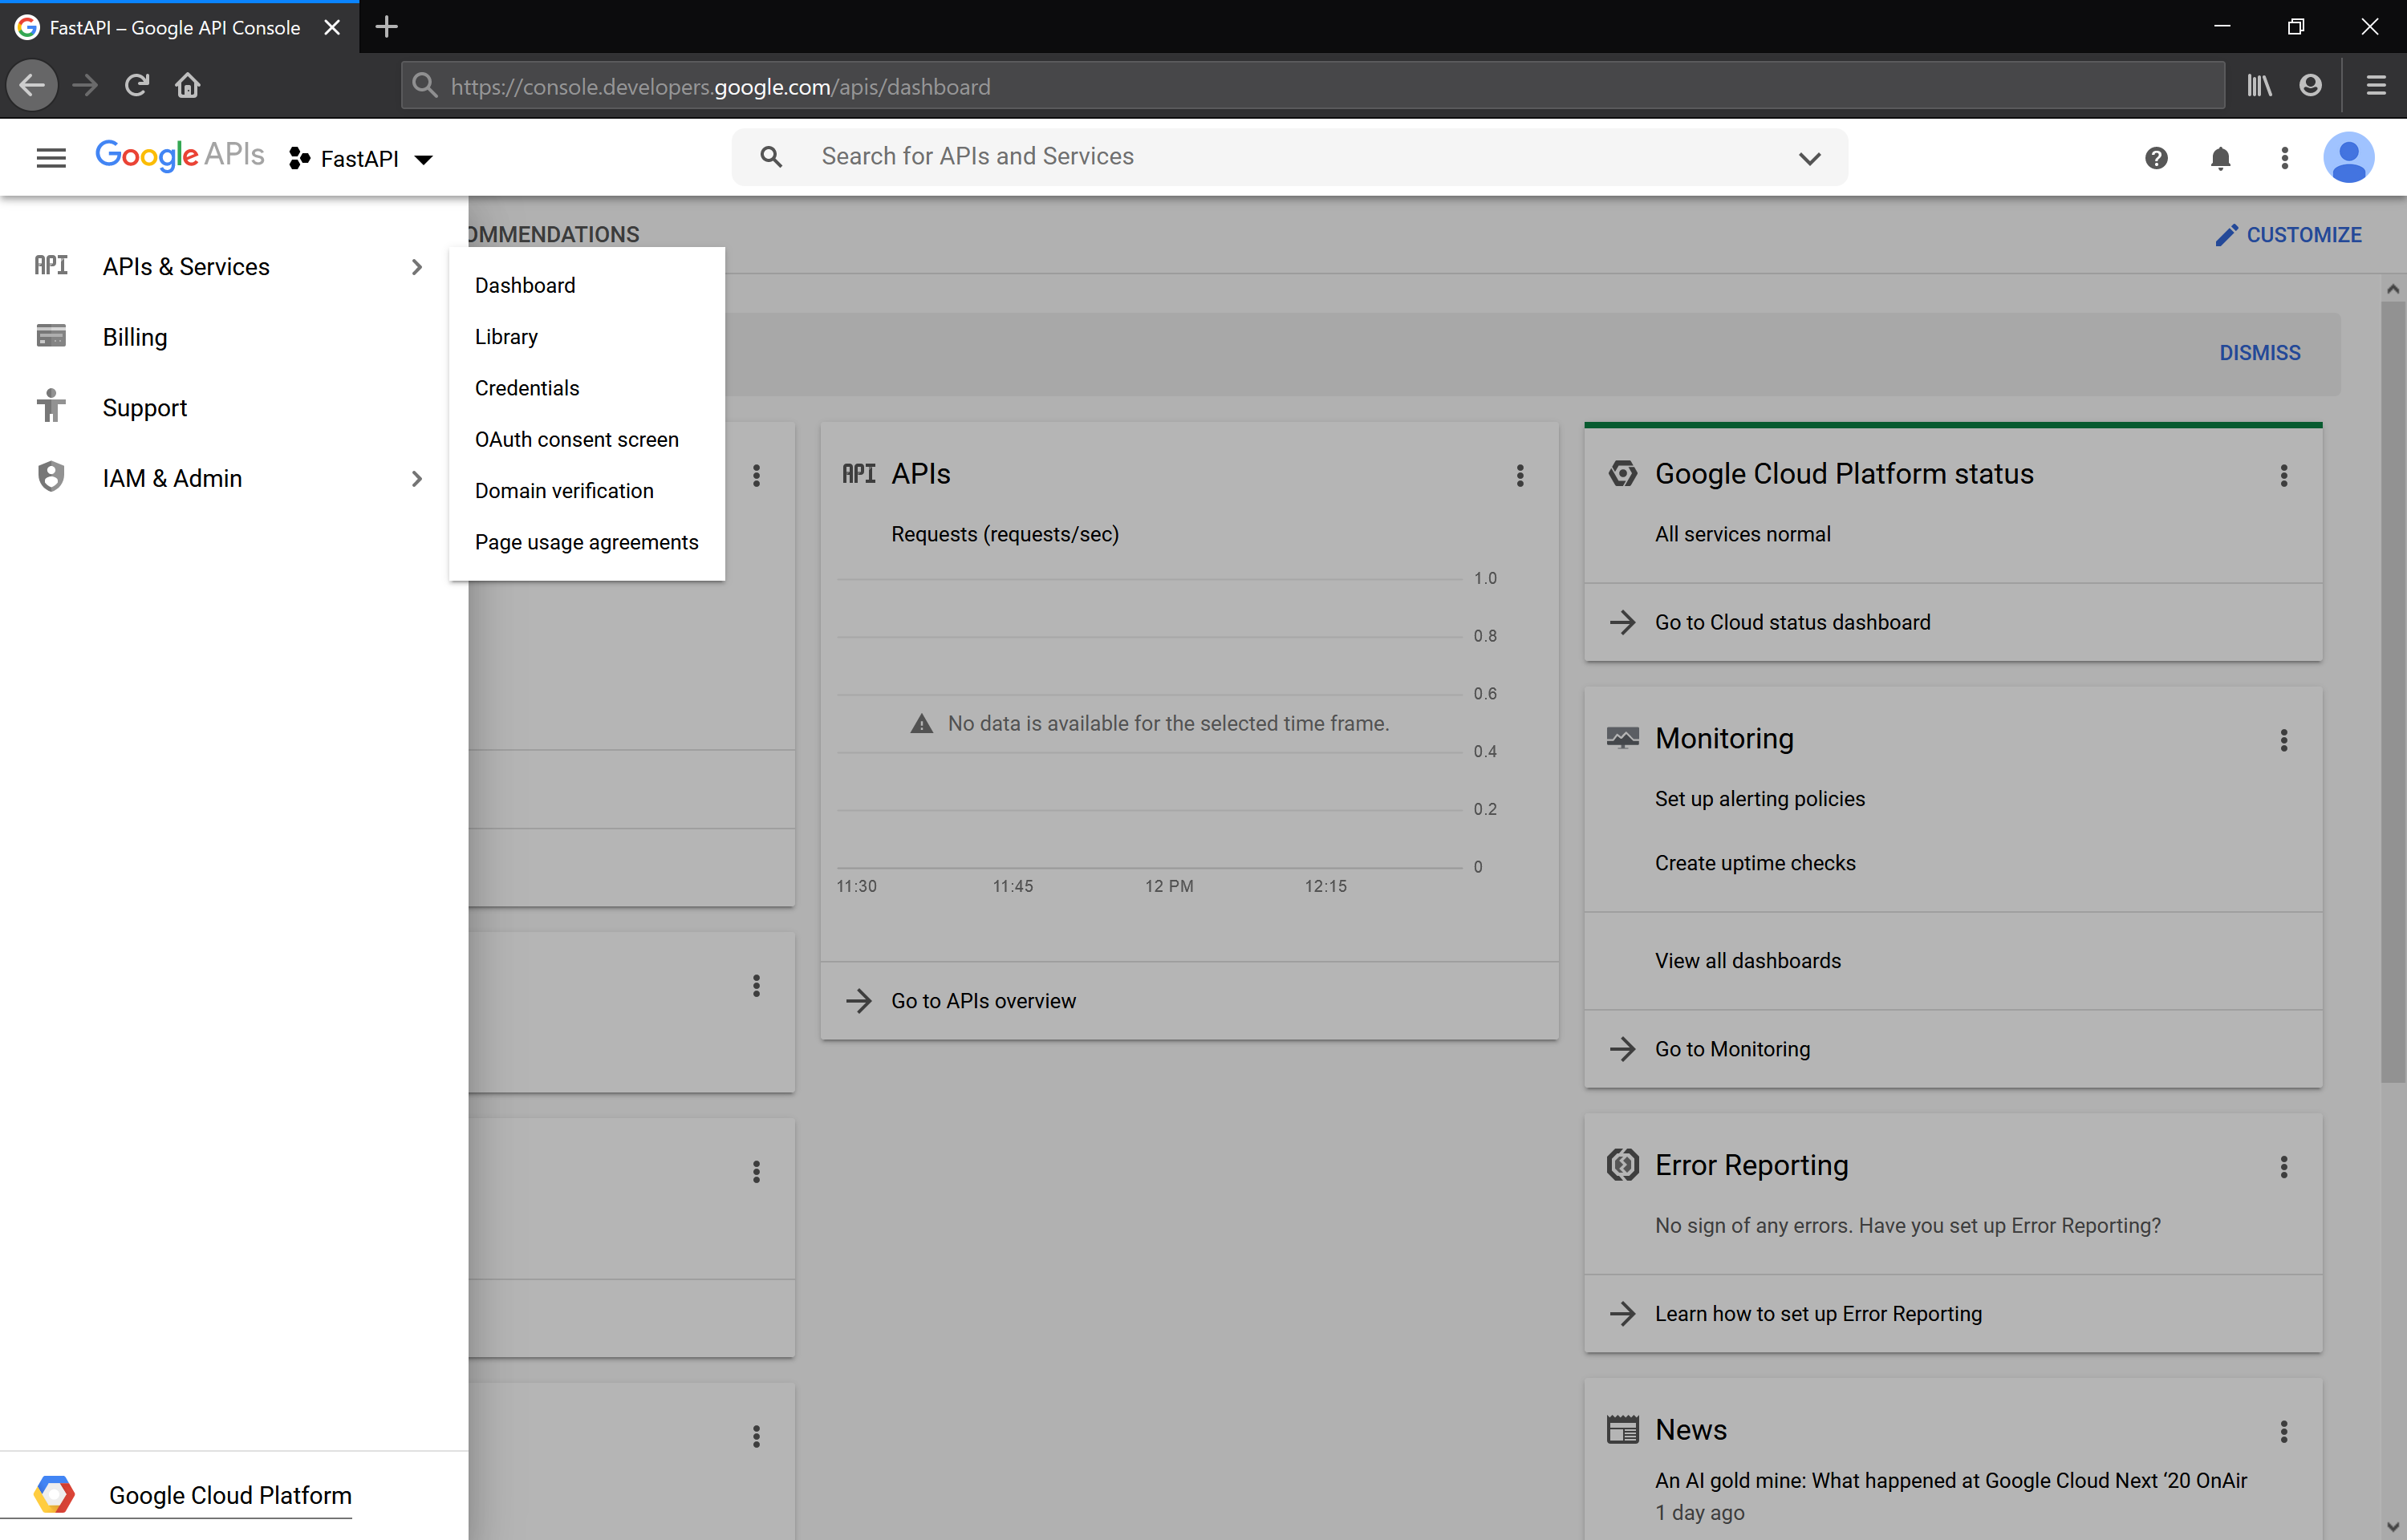 FastAPI – Google API Console
https://console.developers.google.com/apis/dashboard
Google APIs
FastAPI
Search for APIs and Services
OMMENDATIONS
CUSTOMIZE
API
APIs & Services
Billing
Support
IAM & Admin
Dashboard
Library
Credentials
OAuth consent screen
Domain verification
Page usage agreements
DISMISS
API
APIs
Requests (requests/sec)
1.0
0.8
0.6
No data is available for the selected time frame.
0.4
0.2
0
11:30 11:45 12 PM 12:15
Go to APIs overview
Google Cloud Platform status
All services normal
Go to Cloud status dashboard
Monitoring
Set up alerting policies
Create uptime checks
View all dashboards
Go to Monitoring
Error Reporting
No sign of any errors. Have you set up Error Reporting?
Learn how to set up Error Reporting
News
An AI gold mine: What happened at Google Cloud Next ‘20 OnAir
1 day ago
Google Cloud Platform